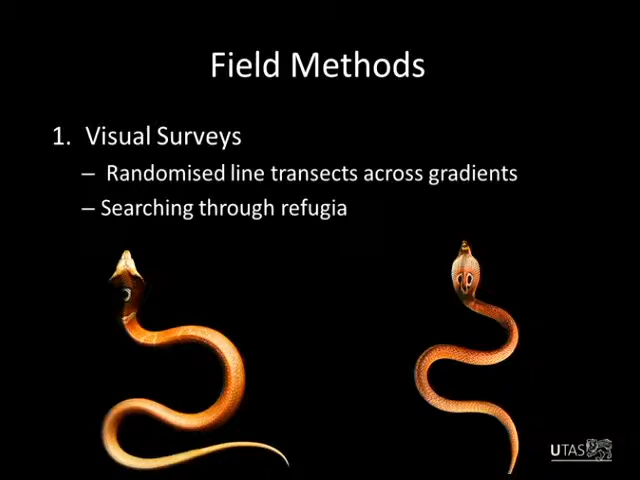 Field Methods
1. Visual Surveys
– Randomised line transects across gradients
– Searching through refugia
UTAS